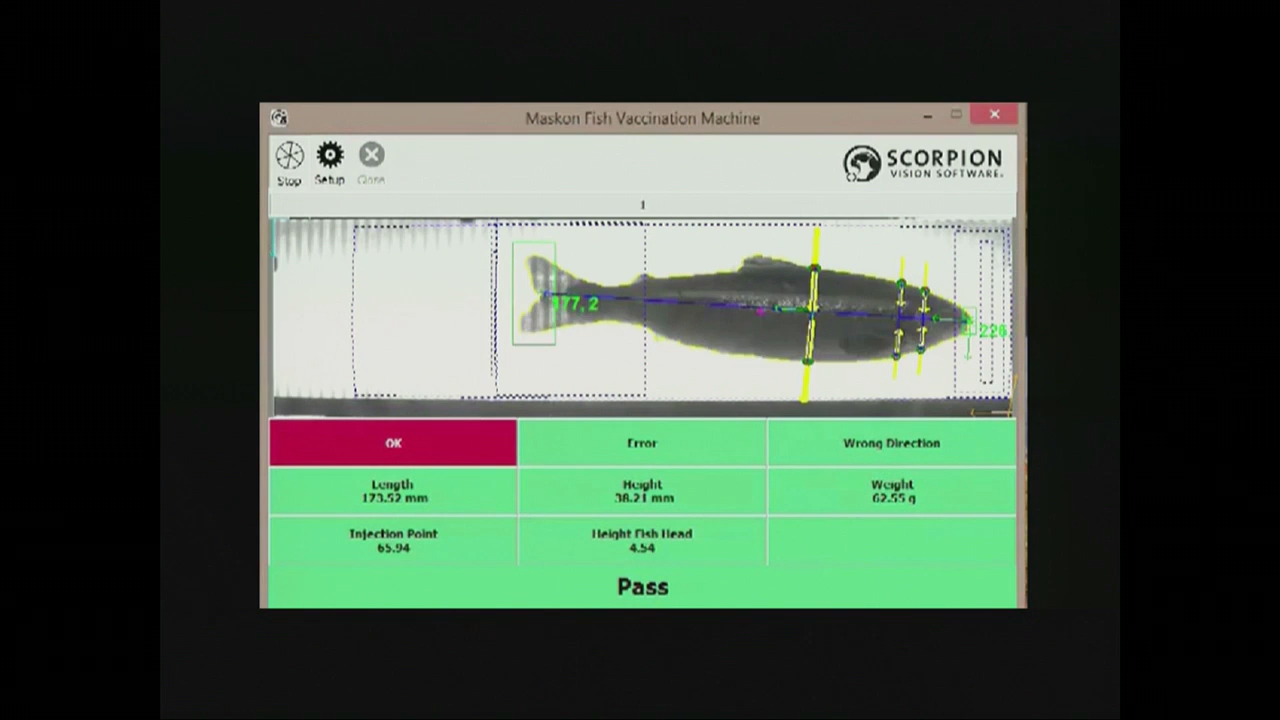 Maskon Fish Vaccination Machine
Stop Setup Close
SCORPION
VISION SOFTWARE
1
177,2
226
OK Error Wrong Direction
Length Height Weight
173.52 mm 38.21 mm 62.55 g
Injection Point Height Fish Head
65.94 4.54
Pass